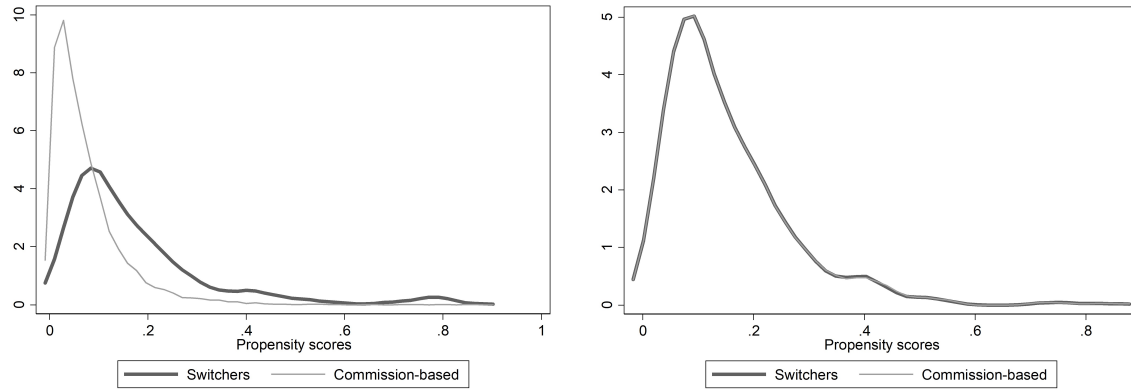 10
8
6
4
2
0
0 .2 .4 .6 .8 1
Propensity scores
Switchers Commission-based
5
4
3
2
1
0
0 .2 .4 .6 .8
Propensity scores
Switchers Commission-based